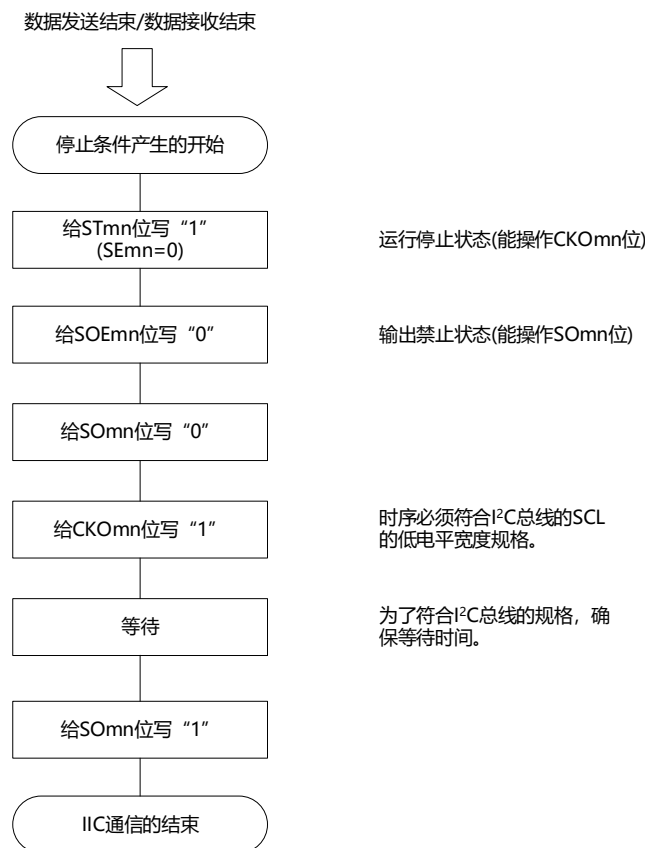 数据发送结束/数据接收结束
停止条件产生的开始
给STmn位写“1”
(SEmn=0)
运行停止状态(能操作CKOmn位)
给SOEmn位写“0”
输出禁止状态(能操作SOmn位)
给SOmn位写“0”
给CKOmn位写“1”
时序必须符合I²C总线的SCL
的低电平宽度规格。
等待
为了符合I²C总线的规格，确
保等待时间。
给SOmn位写“1”
IIC通信的结束